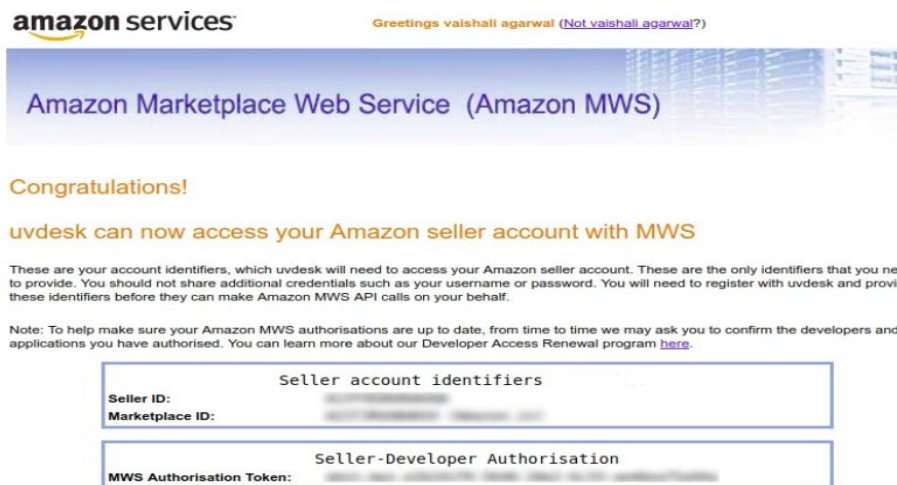 amazon services
Greetings vaishali agarwal (Not vaishali agarwal?)
Amazon Marketplace Web Service (Amazon MWS)
Congratulations!
uvdesk can now access your Amazon seller account with MWS
These are your account identifiers, which uvdesk will need to access your Amazon seller account. These are the only identifiers that you ne
to provide. You should not share additional credentials such as your username or password. You will need to register with uvdesk and provi
these identifiers before they can make Amazon MWS API calls on your behalf.
Note: To help make sure your Amazon MWS authorisations are up to date, from time to time we may ask you to confirm the developers and
applications you have authorised. You can learn more about our Developer Access Renewal program here.
Seller account identifiers
Seller ID:
Marketplace ID:
Seller-Developer Authorisation
MWS Authorisation Token: